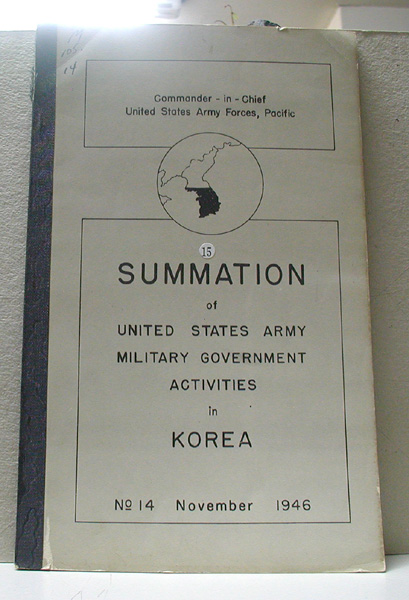 14
Commander - in - Chief
United States Army Forces, Pacific
15
SUMMATION
of
UNITED STATES ARMY
MILITARY GOVERNMENT
ACTIVITIES
in
KOREA
№ 14 November 1946